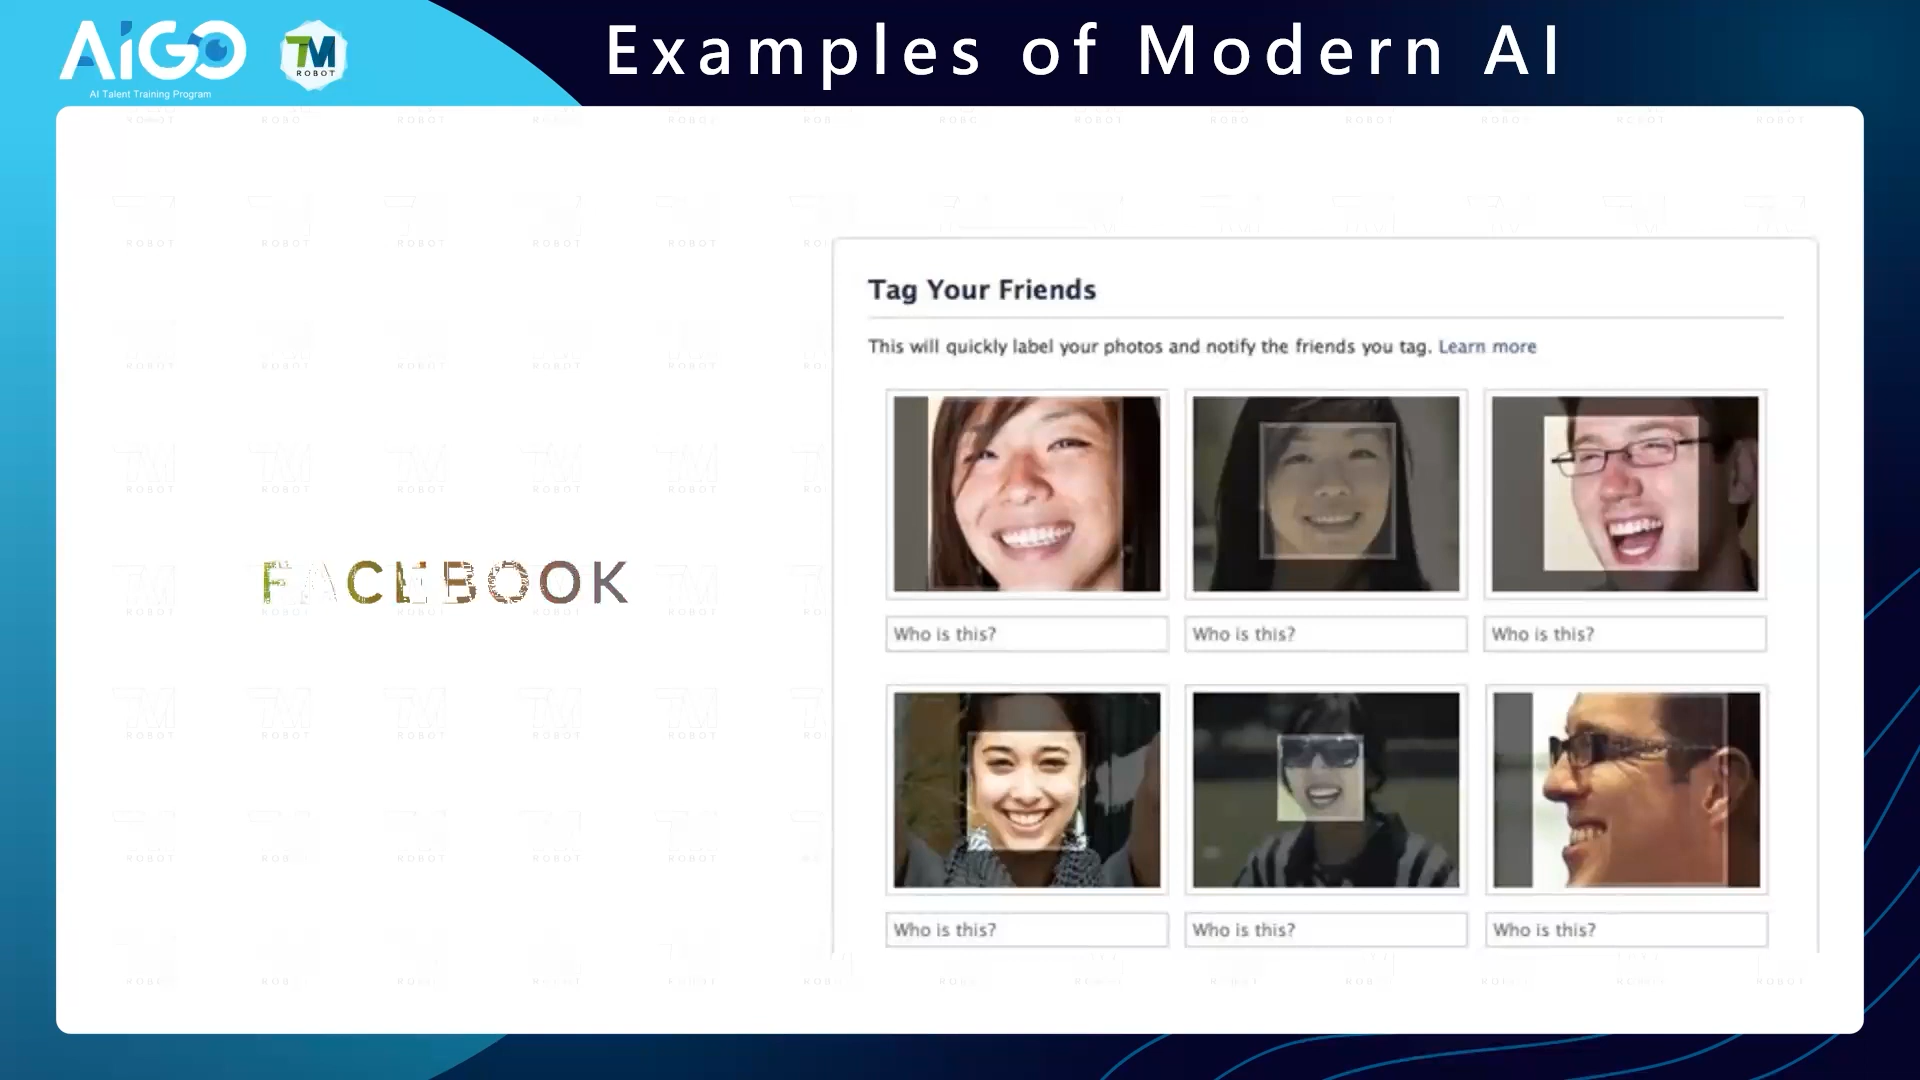 AiGO
AI Talent Training Program
TM
ROBOT
Examples of Modern AI
FACEBOOK
Tag Your Friends
This will quickly label your photos and notify the friends you tag. Learn more
Who is this?
Who is this?
Who is this?
Who is this?
Who is this?
Who is this?